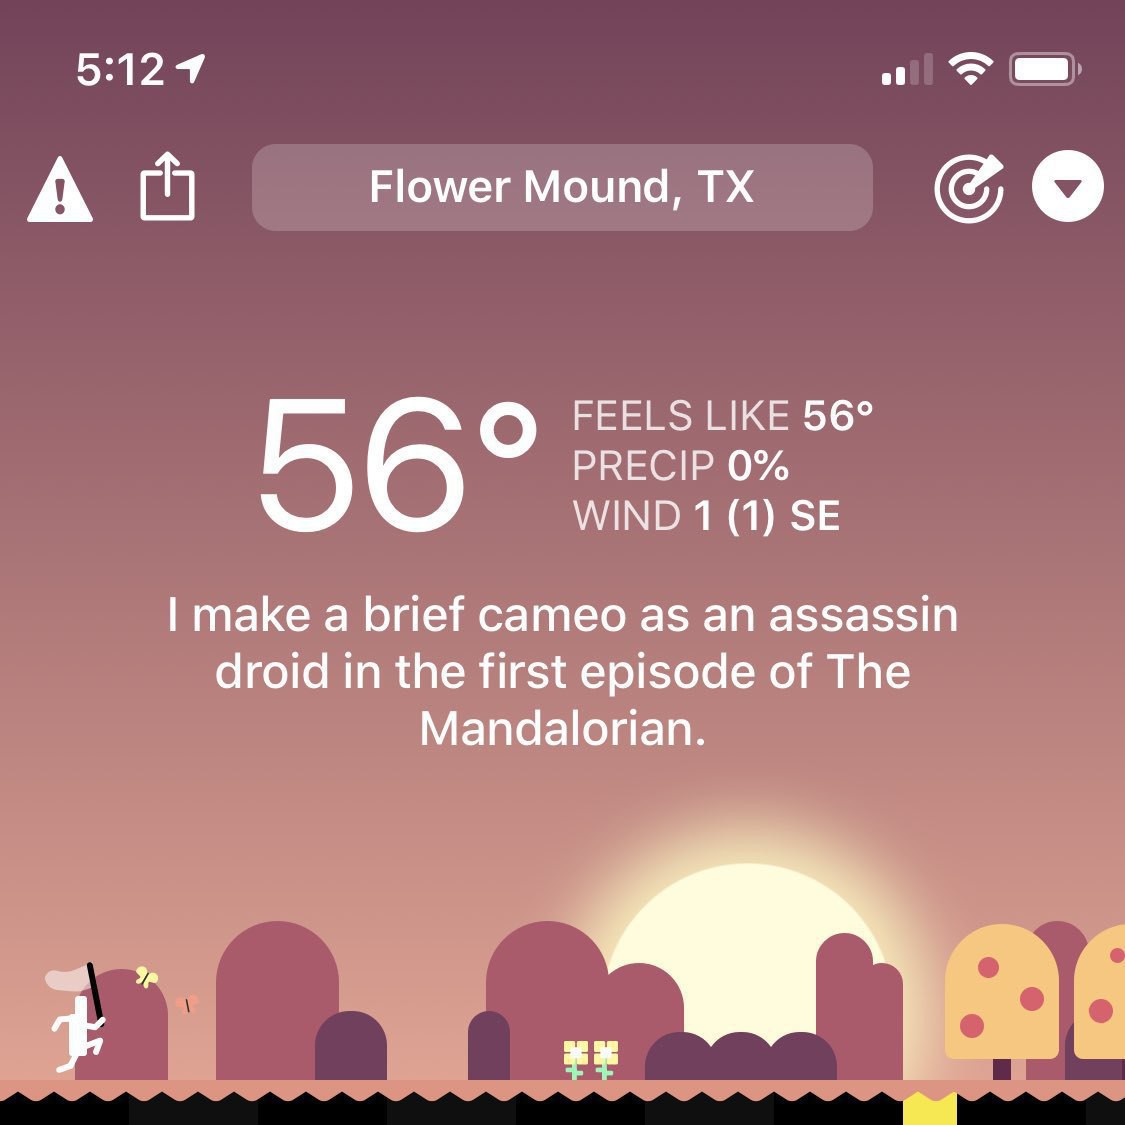 5:12
Flower Mound, TX
56°
FEELS LIKE 56°
PRECIP 0%
WIND 1 (1) SE
I make a brief cameo as an assassin
droid in the first episode of The
Mandalorian.